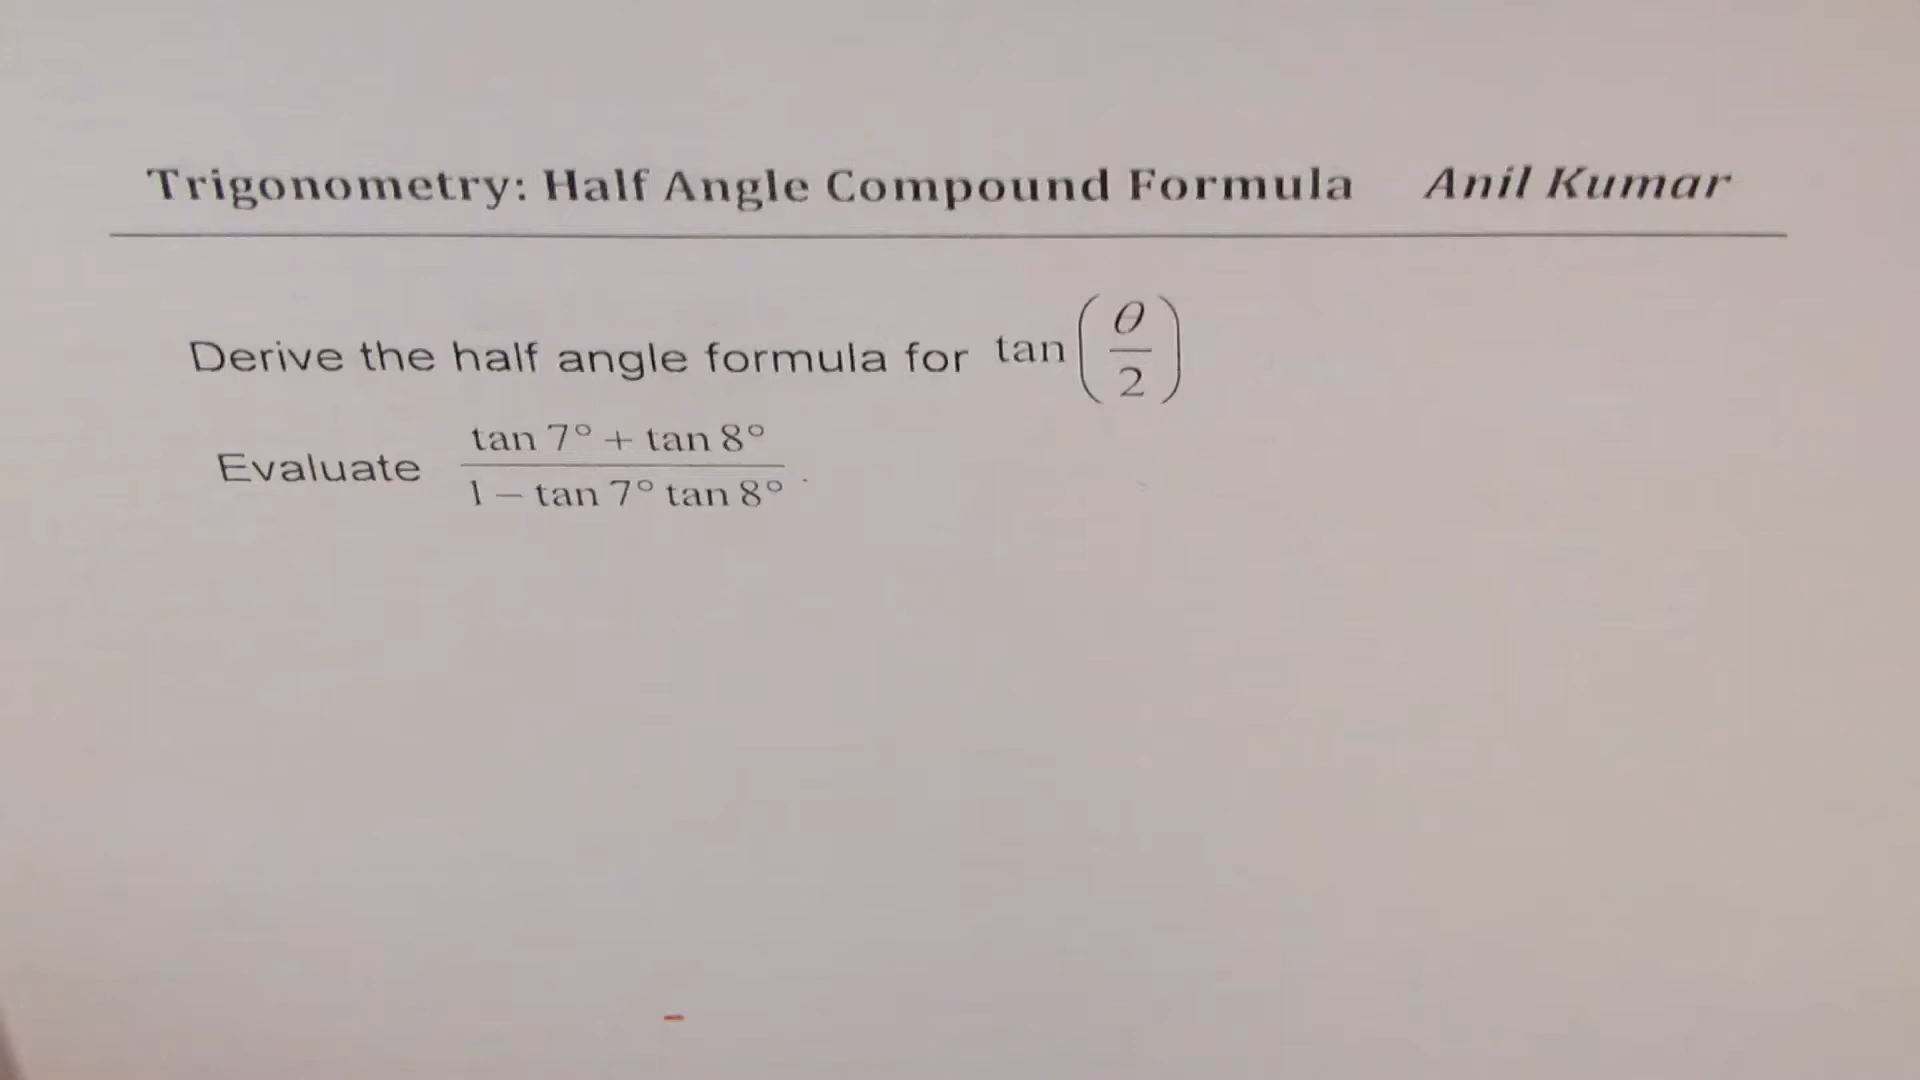 Trigonometry: Half Angle Compound Formula Anil Kumar
Derive the half angle formula for tan(θ/2)
Evaluate (tan 7° + tan 8°)/(1 – tan 7° tan 8°) .